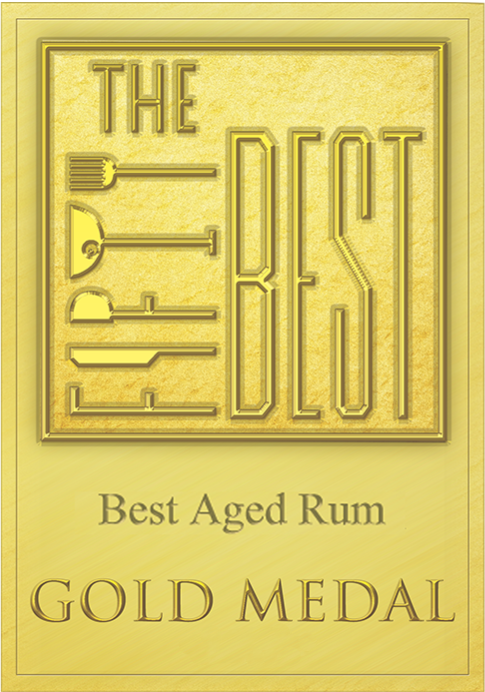 THE
FIFTY
BEST
Best Aged Rum
GOLD MEDAL